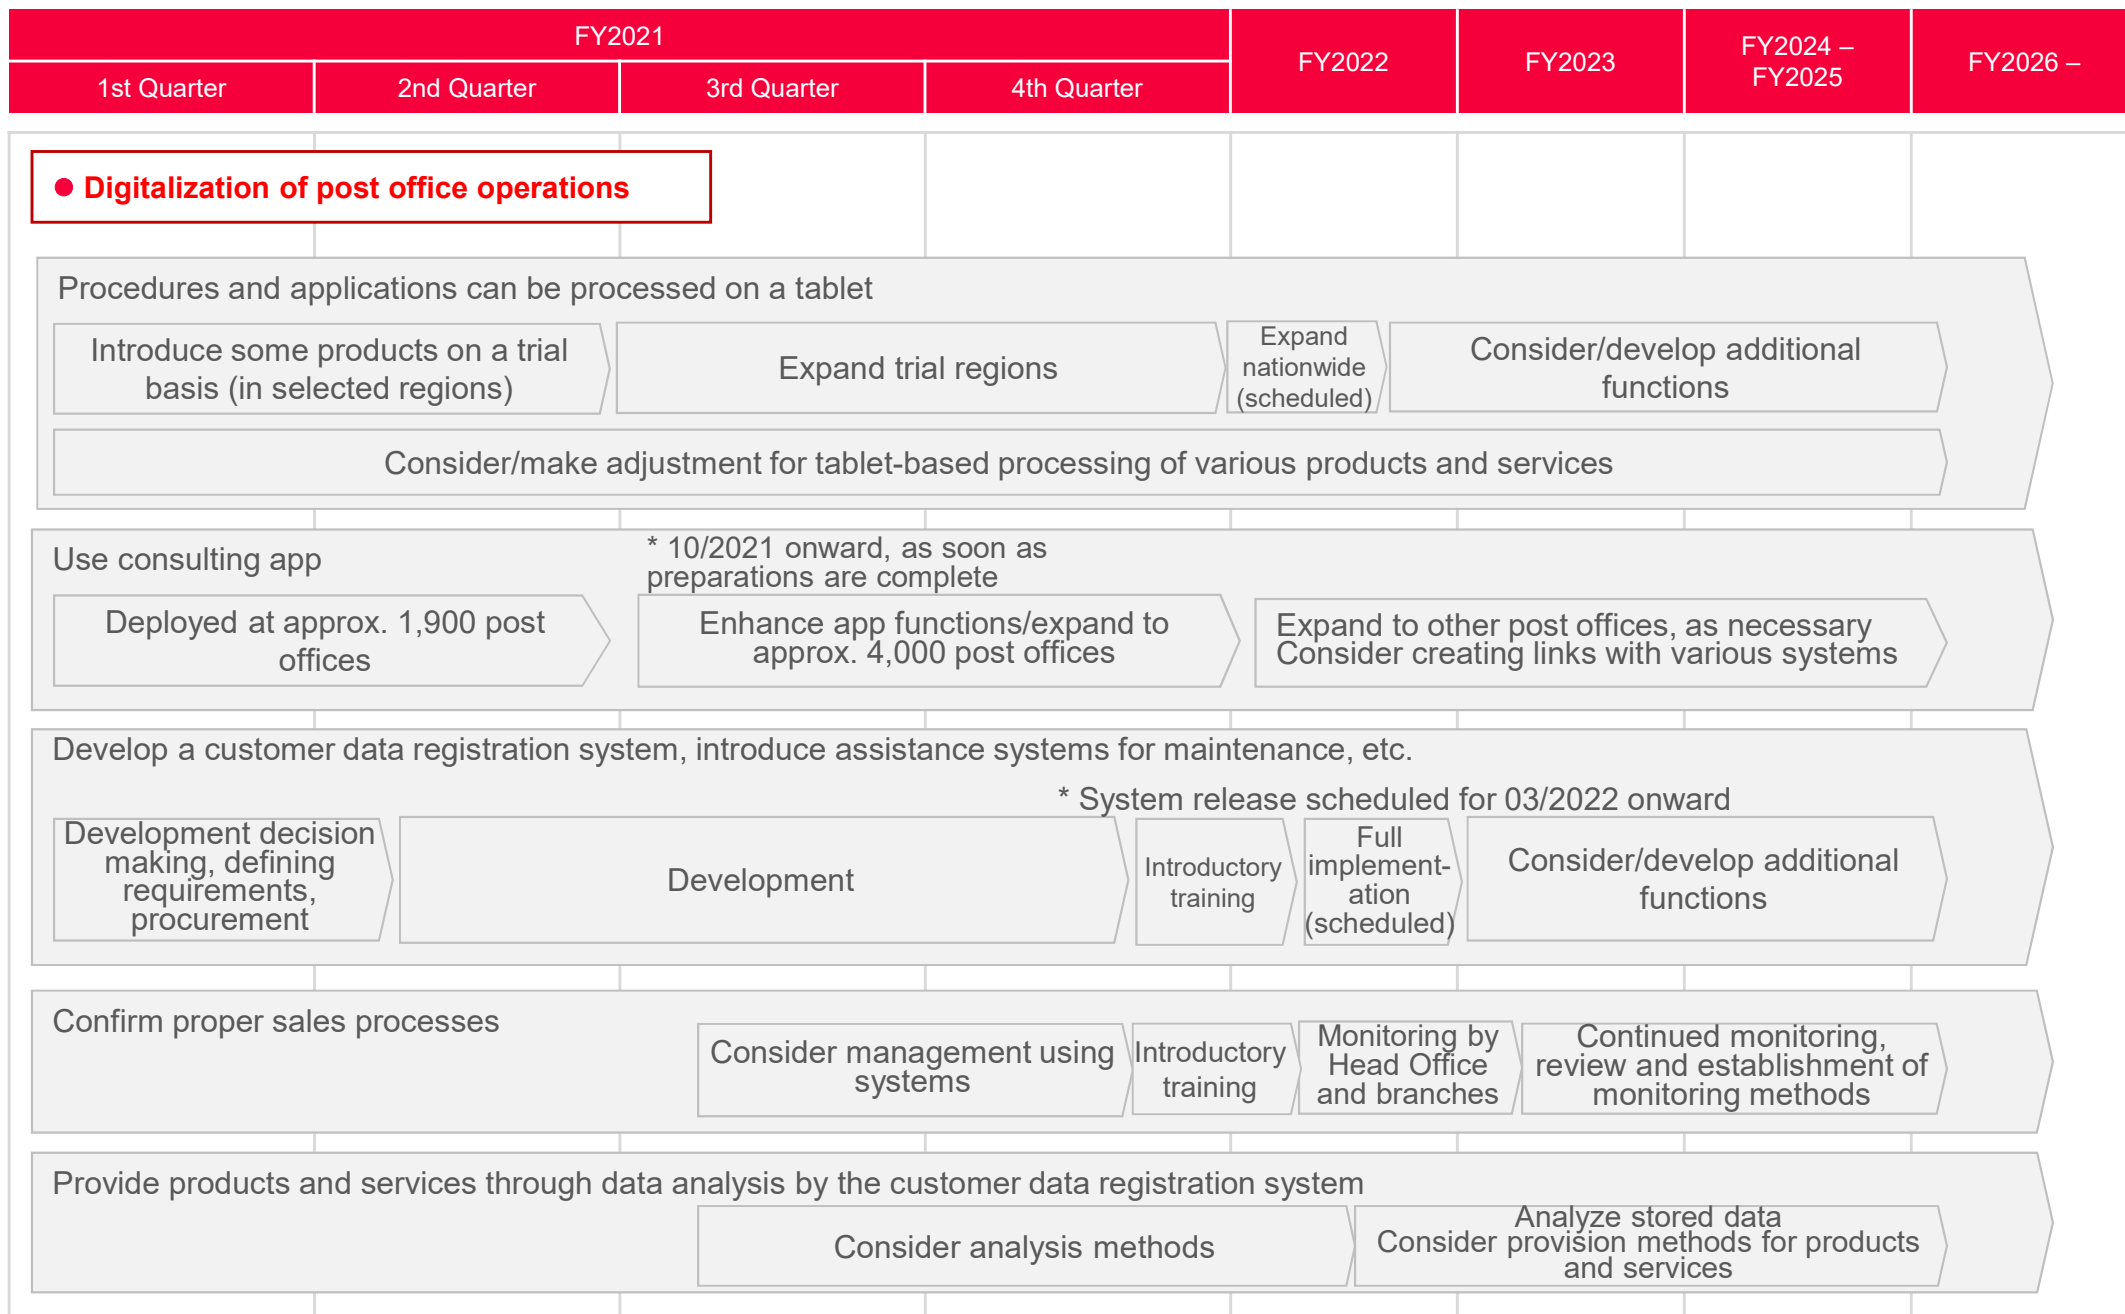 FY2021
FY2022
FY2023
FY2024 –
FY2025
FY2026 –
1st Quarter
2nd Quarter
3rd Quarter
4th Quarter
● Digitalization of post office operations
Procedures and applications can be processed on a tablet
Introduce some products on a trial
basis (in selected regions)
Expand trial regions
Expand
nationwide
(scheduled)
Consider/develop additional
functions
Consider/make adjustment for tablet-based processing of various products and services
Use consulting app
* 10/2021 onward, as soon as
preparations are complete
Deployed at approx. 1,900 post
offices
Enhance app functions/expand to
approx. 4,000 post offices
Expand to other post offices, as necessary
Consider creating links with various systems
Develop a customer data registration system, introduce assistance systems for maintenance, etc.
* System release scheduled for 03/2022 onward
Development decision
making, defining
requirements,
procurement
Development
Introductory
training
Full
implement-
ation
(scheduled)
Consider/develop additional
functions
Confirm proper sales processes
Consider management using
systems
Introductory
training
Monitoring by
Head Office
and branches
Continued monitoring,
review and establishment of
monitoring methods
Provide products and services through data analysis by the customer data registration system
Consider analysis methods
Analyze stored data
Consider provision methods for products
and services